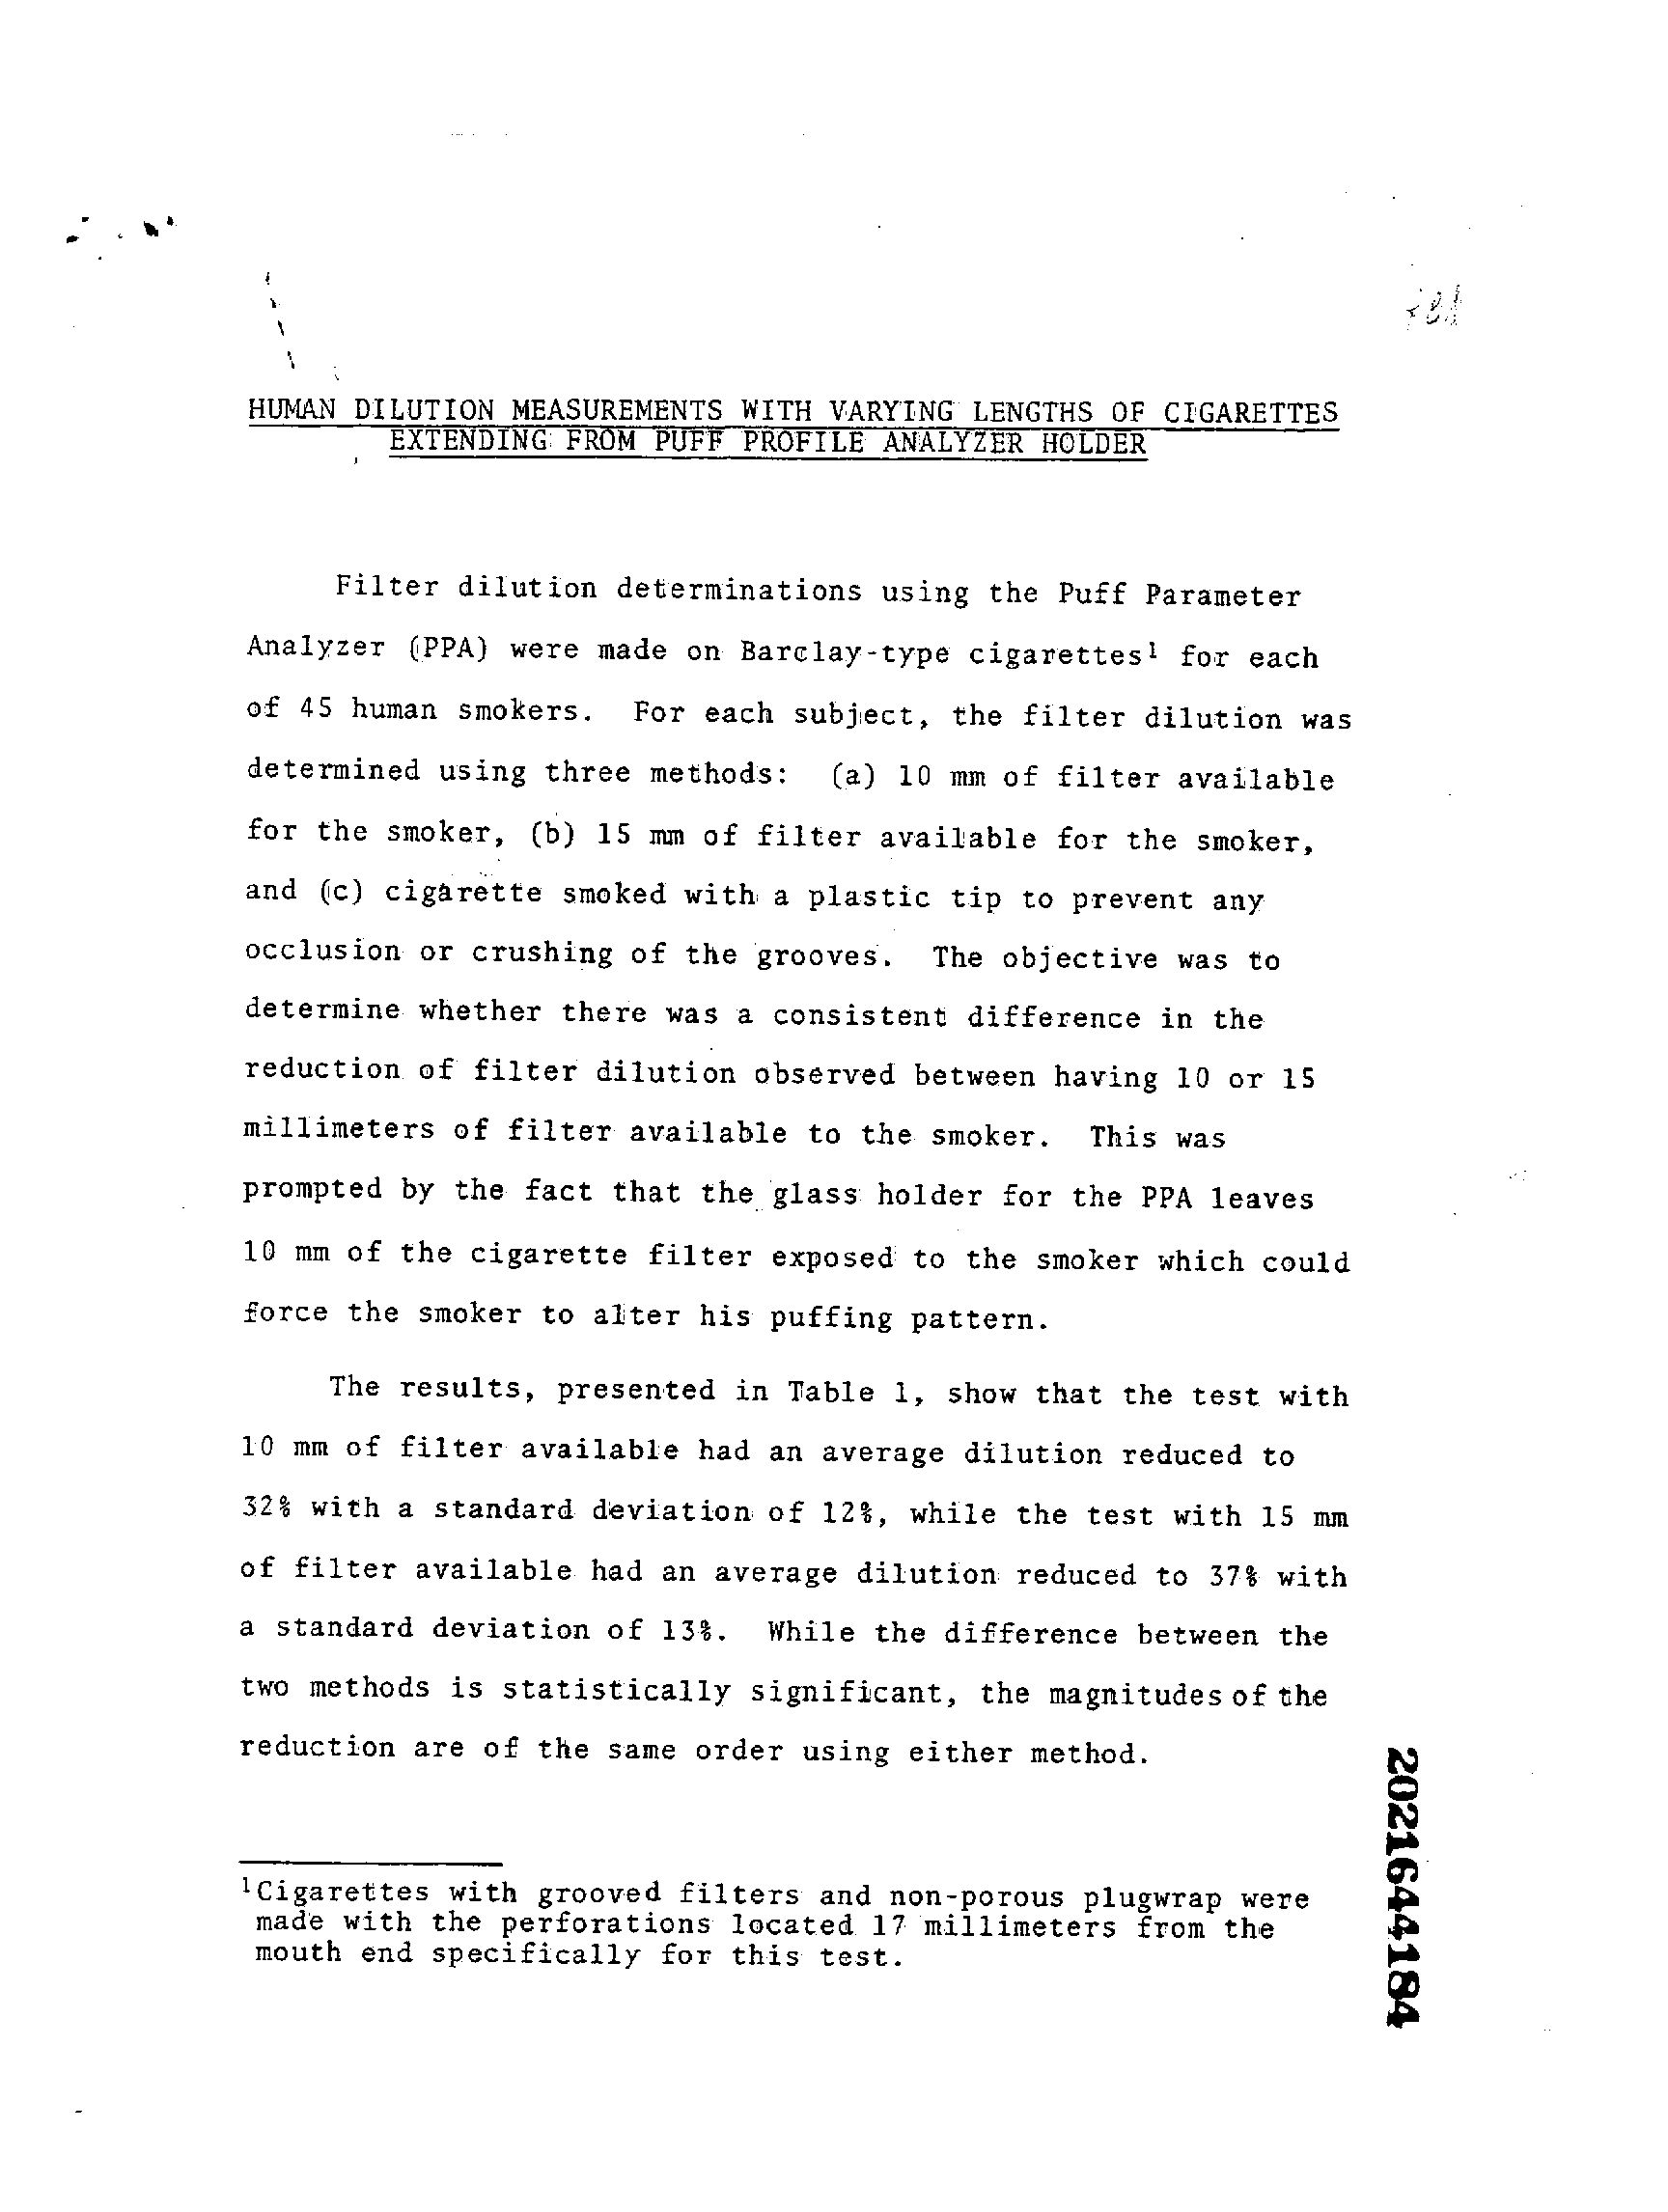 HUMAN DILUTION MEASUREMENTS WITH VARYING LENGTHS OF CIGARETTES
EXTENDING FROM PUFF PROFILE ANALYZER HOLDER
Filter dilution determinations using the Puff Parameter
Analyzer (PPA) were made on Barclay-type cigarettes¹ for each
of 45 human smokers. For each subject, the filter dilution was
determined using three methods: (a) 10 mm of filter available
for the smoker, (b) 15 mm of filter available for the smoker,
and (c) cigarette smoked with a plastic tip to prevent any
occlusion or crushing of the grooves. The objective was to
determine whether there was a consistent difference in the
reduction of filter dilution observed between having 10 or 15
millimeters of filter available to the smoker. This was
prompted by the fact that the glass holder for the PPA leaves
10 mm of the cigarette filter exposed to the smoker which could
force the smoker to alter his puffing pattern.
The results, presented in Table 1, show that the test with
10 mm of filter available had an average dilution reduced to
32% with a standard deviation of 12%, while the test with 15 mm
of filter available had an average dilution reduced to 37% with
a standard deviation of 13%. While the difference between the
two methods is statistically significant, the magnitudes of the
reduction are of the same order using either method.
¹Cigarettes with grooved filters and non-porous plugwrap were
made with the perforations located 17 millimeters from the
mouth end specifically for this test.
2021644184